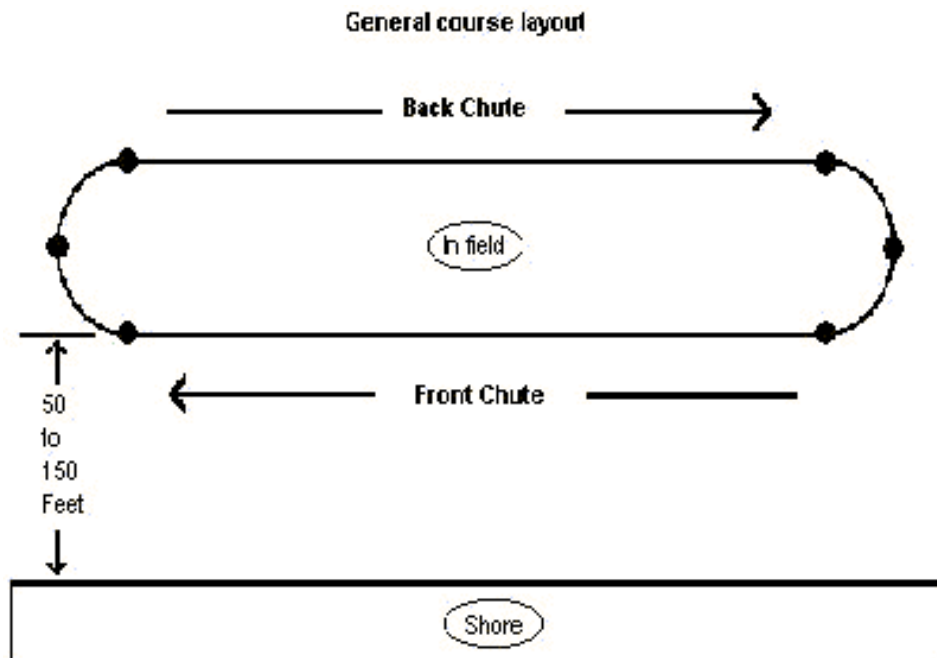 General course layout
Back Chute
In field
Front Chute
50
to
150
Feet
Shore